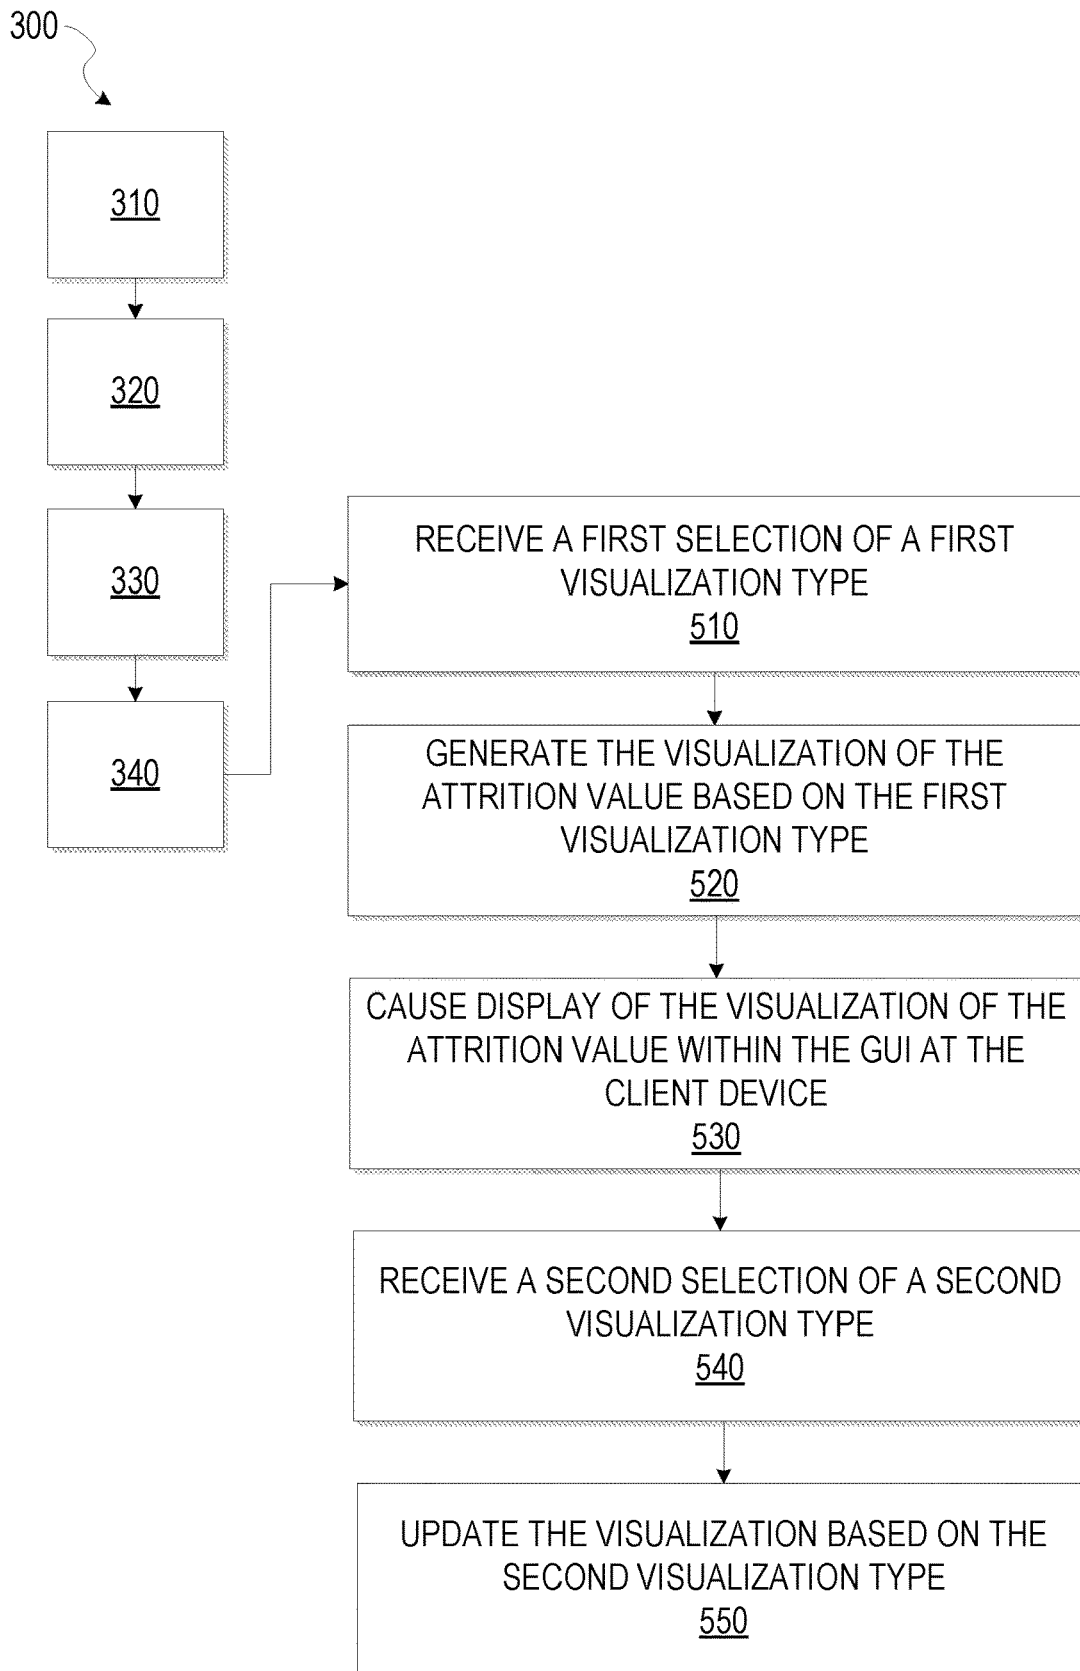 300
310
320
330
340
RECEIVE A FIRST SELECTION OF A FIRST
VISUALIZATION TYPE
510
GENERATE THE VISUALIZATION OF THE
ATTRITION VALUE BASED ON THE FIRST
VISUALIZATION TYPE
520
CAUSE DISPLAY OF THE VISUALIZATION OF THE
ATTRITION VALUE WITHIN THE GUI AT THE
CLIENT DEVICE
530
RECEIVE A SECOND SELECTION OF A SECOND
VISUALIZATION TYPE
540
UPDATE THE VISUALIZATION BASED ON THE
SECOND VISUALIZATION TYPE
550